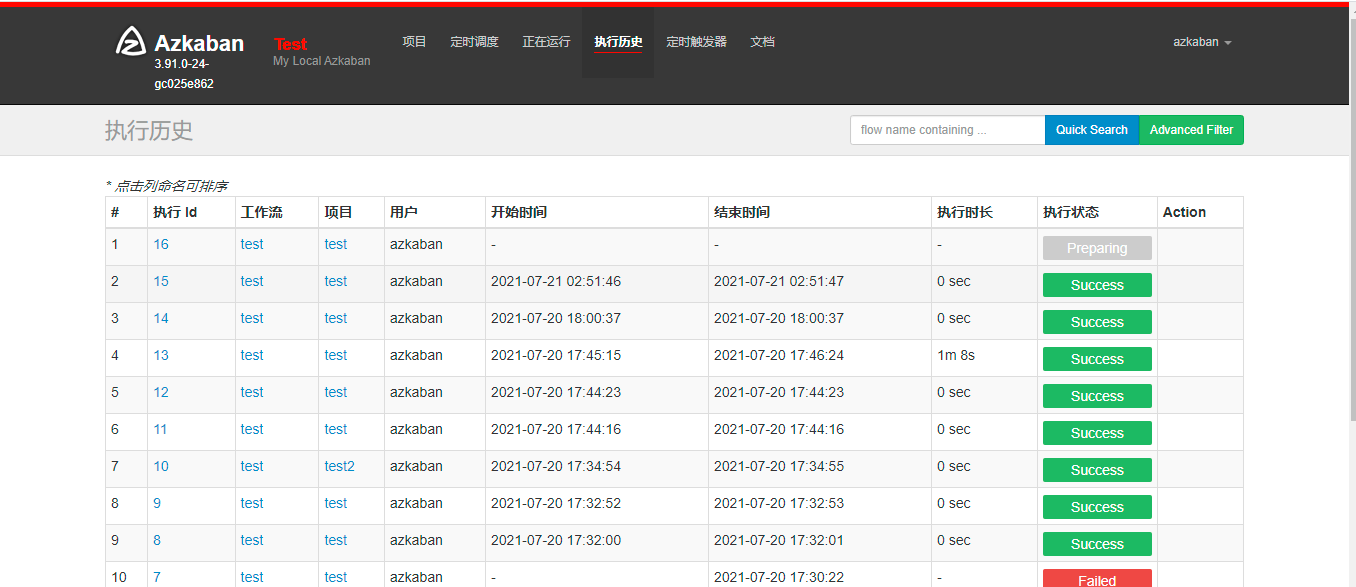 Azkaban
3.91.0-24-
gc025e862
Test
My Local Azkaban
项目 定时调度 正在运行 执行历史 定时触发器 文档
azkaban
执行历史
flow name containing ... Quick Search Advanced Filter
* 点击列命名可排序
# 执行 Id 工作流 项目 用户 开始时间 结束时间 执行时长 执行状态 Action
1 16 test test azkaban - - - Preparing
2 15 test test azkaban 2021-07-21 02:51:46 2021-07-21 02:51:47 0 sec Success
3 14 test test azkaban 2021-07-20 18:00:37 2021-07-20 18:00:37 0 sec Success
4 13 test test azkaban 2021-07-20 17:45:15 2021-07-20 17:46:24 1m 8s Success
5 12 test test azkaban 2021-07-20 17:44:23 2021-07-20 17:44:23 0 sec Success
6 11 test test azkaban 2021-07-20 17:44:16 2021-07-20 17:44:16 0 sec Success
7 10 test test2 azkaban 2021-07-20 17:34:54 2021-07-20 17:34:55 0 sec Success
8 9 test test azkaban 2021-07-20 17:32:52 2021-07-20 17:32:53 0 sec Success
9 8 test test azkaban 2021-07-20 17:32:00 2021-07-20 17:32:01 0 sec Success
10 7 test test azkaban - 2021-07-20 17:30:22 - Failed